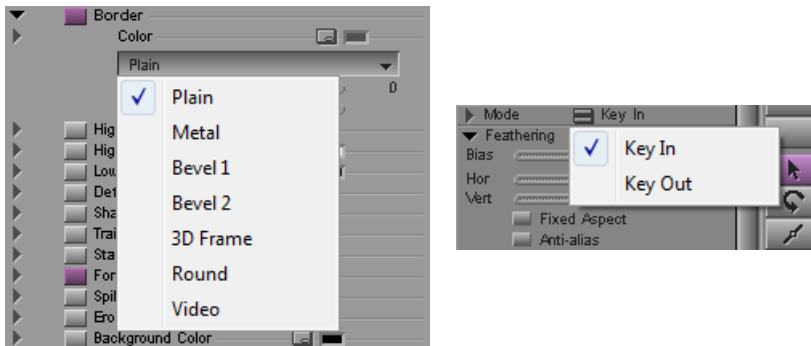 Border
Color
Plain
0
Plain
Metal
Bevel 1
Bevel 2
3D Frame
Round
Video
Hig
Hig
Lou
Det
Sha
Trai
Sta
For
Spil
Ero
Background Color
Mode
Key In
Feathering
Bias
Hor
Vert
Key In
Key Out
Fixed Aspect
Anti-alias